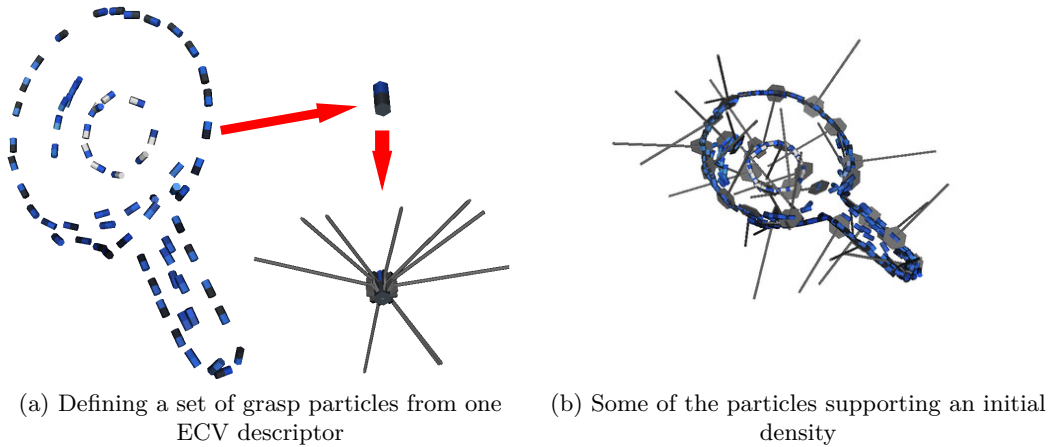 (a) Defining a set of grasp particles from one
ECV descriptor
(b) Some of the particles supporting an initial
density